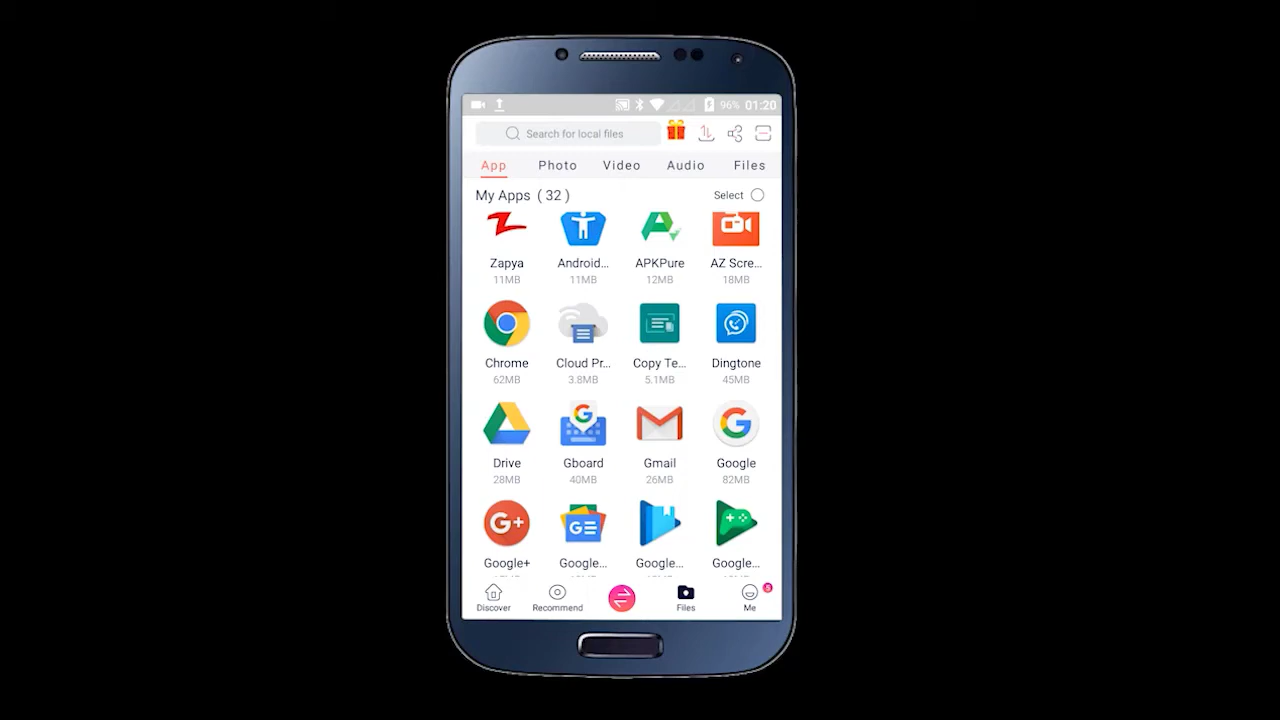 96% 01:20
Search for local files
App Photo Video Audio Files
My Apps ( 32 ) Select
Zapya Android... APKPure AZ Scre...
11MB 11MB 12MB 18MB
Chrome Cloud Pr... Copy Te... Dingtone
62MB 3.8MB 5.1MB 45MB
Drive Gboard Gmail Google
28MB 40MB 26MB 82MB
G+ GE
Google+ Google... Google... Google...
Discover Recommend Files Me